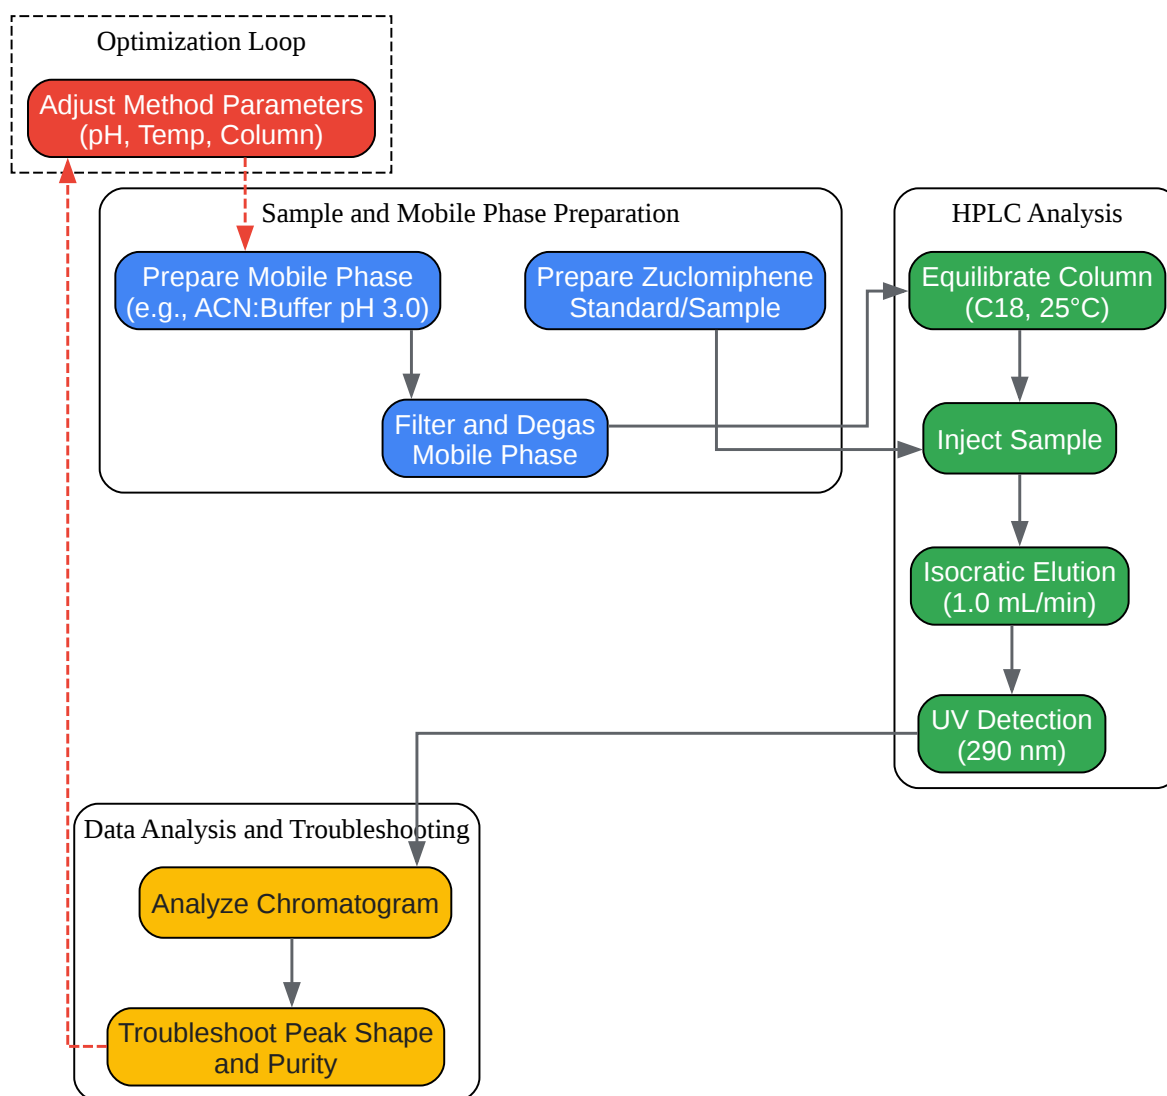 Optimization Loop
Adjust Method Parameters
(pH, Temp, Column)
Sample and Mobile Phase Preparation
Prepare Mobile Phase
(e.g., ACN:Buffer pH 3.0)
Prepare Zuclomiphene
Standard/Sample
Filter and Degas
Mobile Phase
HPLC Analysis
Equilibrate Column
(C18, 25°C)
Inject Sample
Isocratic Elution
(1.0 mL/min)
UV Detection
(290 nm)
Data Analysis and Troubleshooting
Analyze Chromatogram
Troubleshoot Peak Shape
and Purity